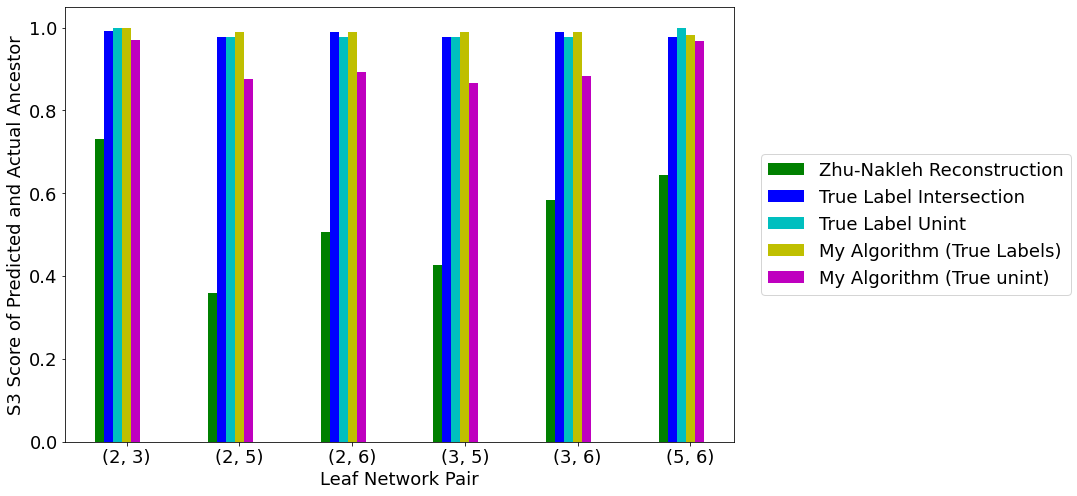 S3 Score of Predicted and Actual Ancestor
1.0
0.8
0.6
0.4
0.2
0.0
(2, 3) (2, 5) (2, 6) (3, 5) (3, 6) (5, 6)
Leaf Network Pair
Zhu-Nakleh Reconstruction
True Label Intersection
True Label Unint
My Algorithm (True Labels)
My Algorithm (True unint)